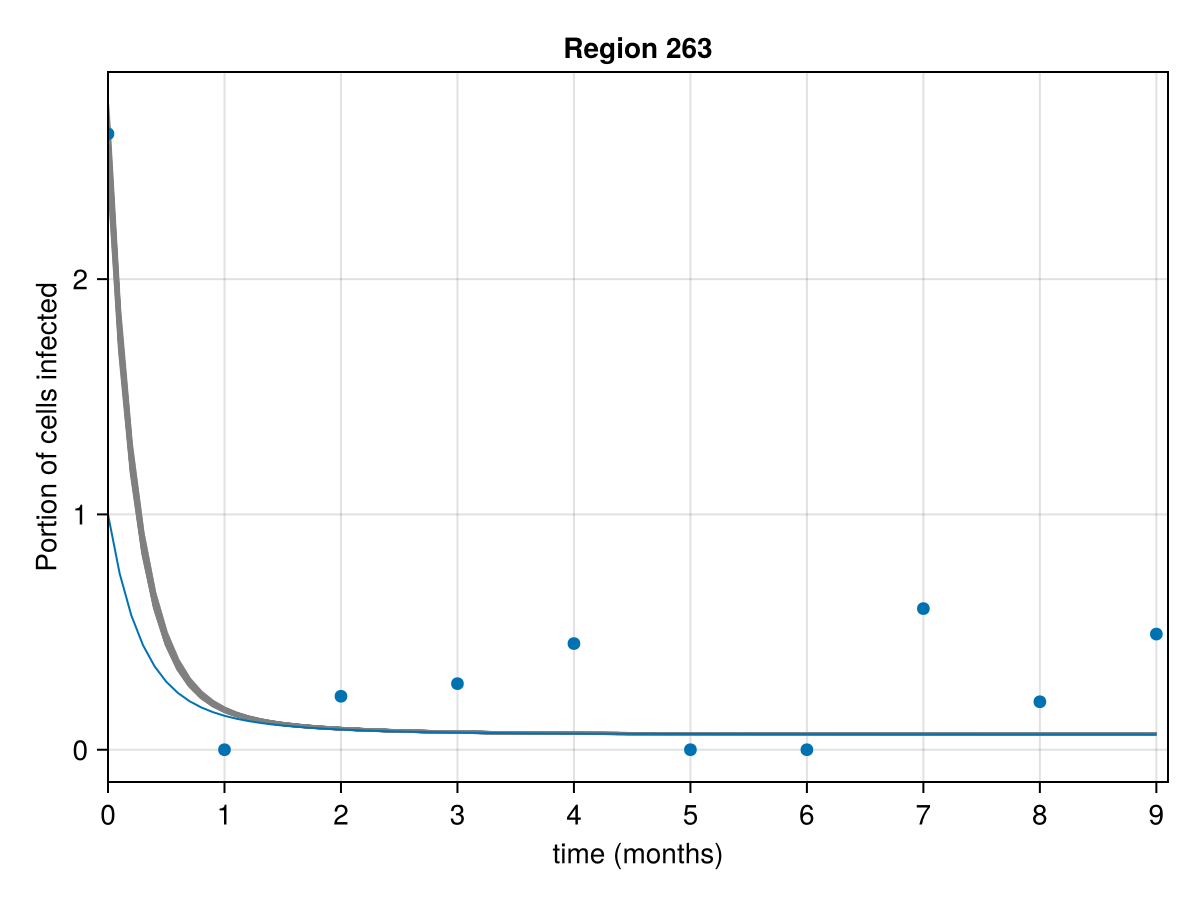 Region 263
Portion of cells infected
2
1
0
0 1 2 3 4 5 6 7 8 9
time (months)